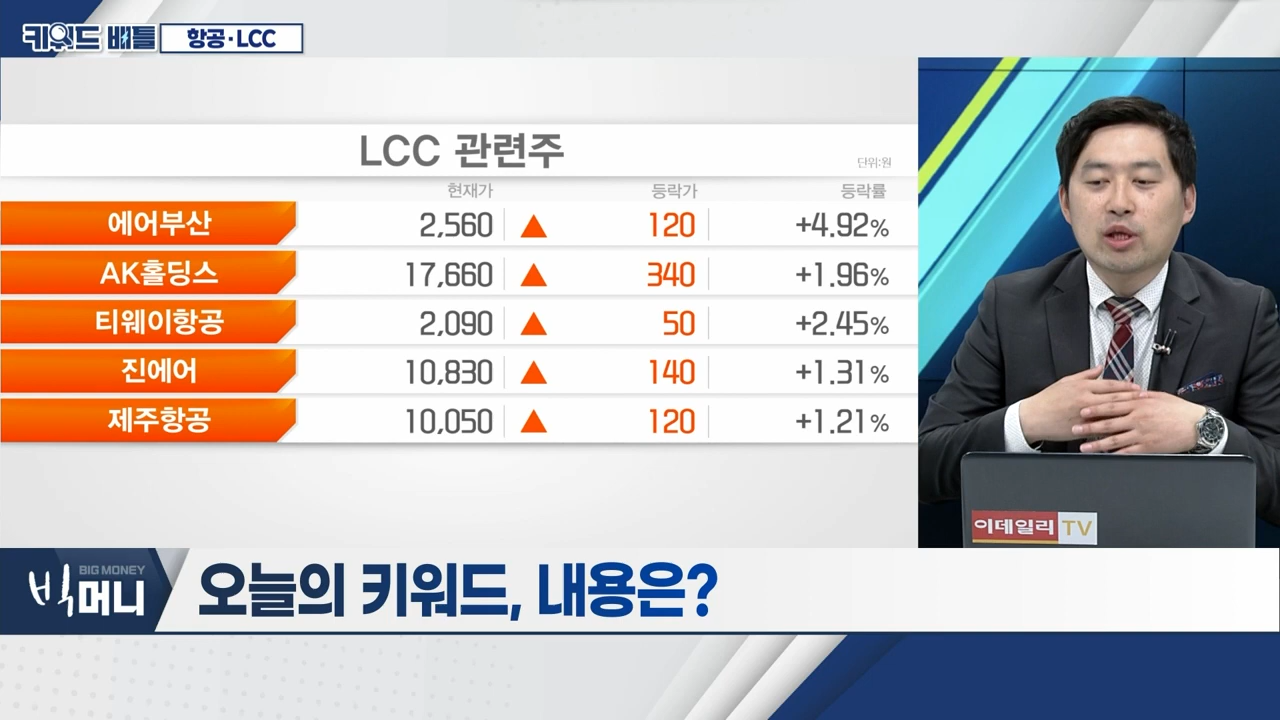 키워드 배틀 항공·LCC
LCC 관련주
단위:원
현재가 등락가 등락률
에어부산 2,560 ▲ 120 +4.92%
AK홀딩스 17,660 ▲ 340 +1.96%
티웨이항공 2,090 ▲ 50 +2.45%
진에어 10,830 ▲ 140 +1.31%
제주항공 10,050 ▲ 120 +1.21%
이데일리 TV
BIG MONEY
빅머니
오늘의 키워드, 내용은?